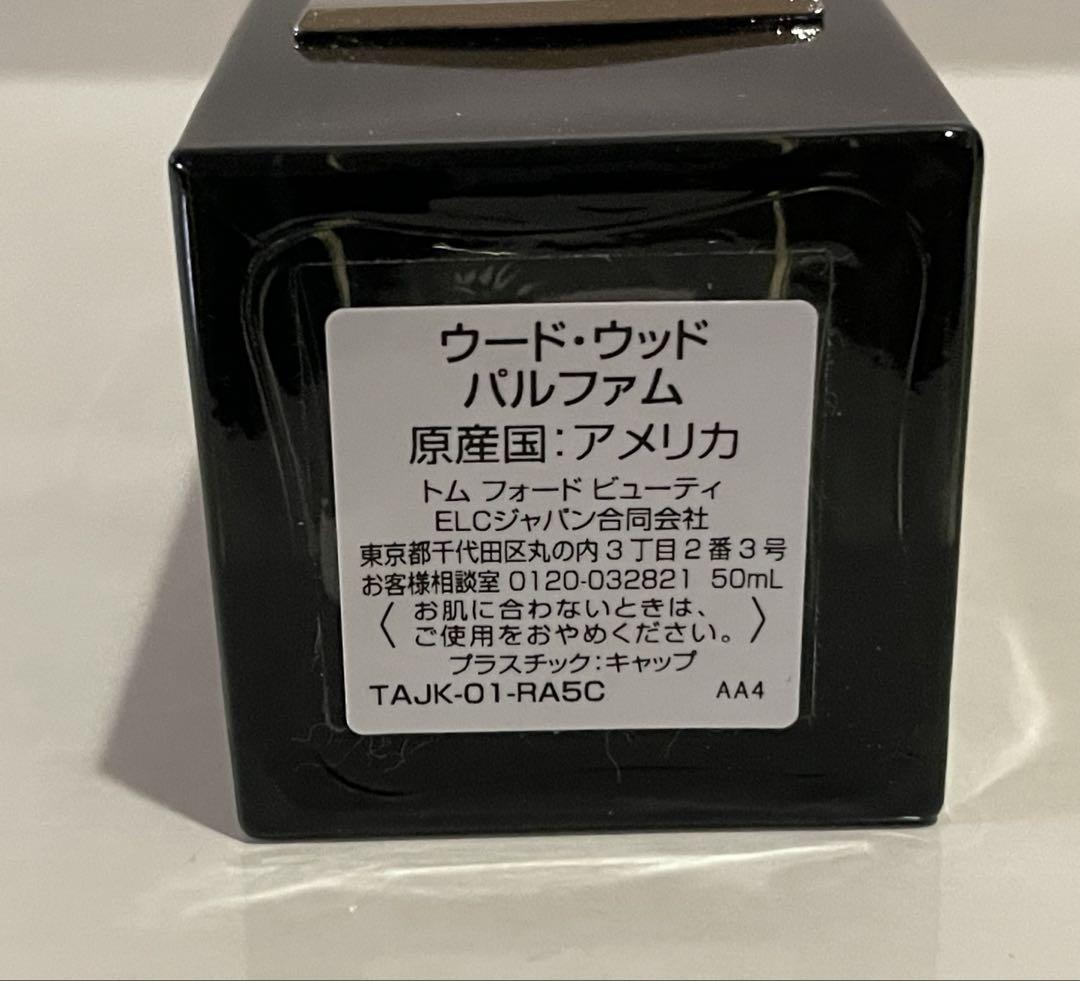 ウード・ウッド
パルファム
原産国:アメリカ
トム フォード ビューティ
ELCジャパン合同会社
東京都千代田区丸の内3丁目2番3号
お客様相談室 0120-032821 50mL
〈お肌に合わないときは、
ご使用をおやめください。〉
プラスチック:キャップ
TAJK-01-RA5C AA4